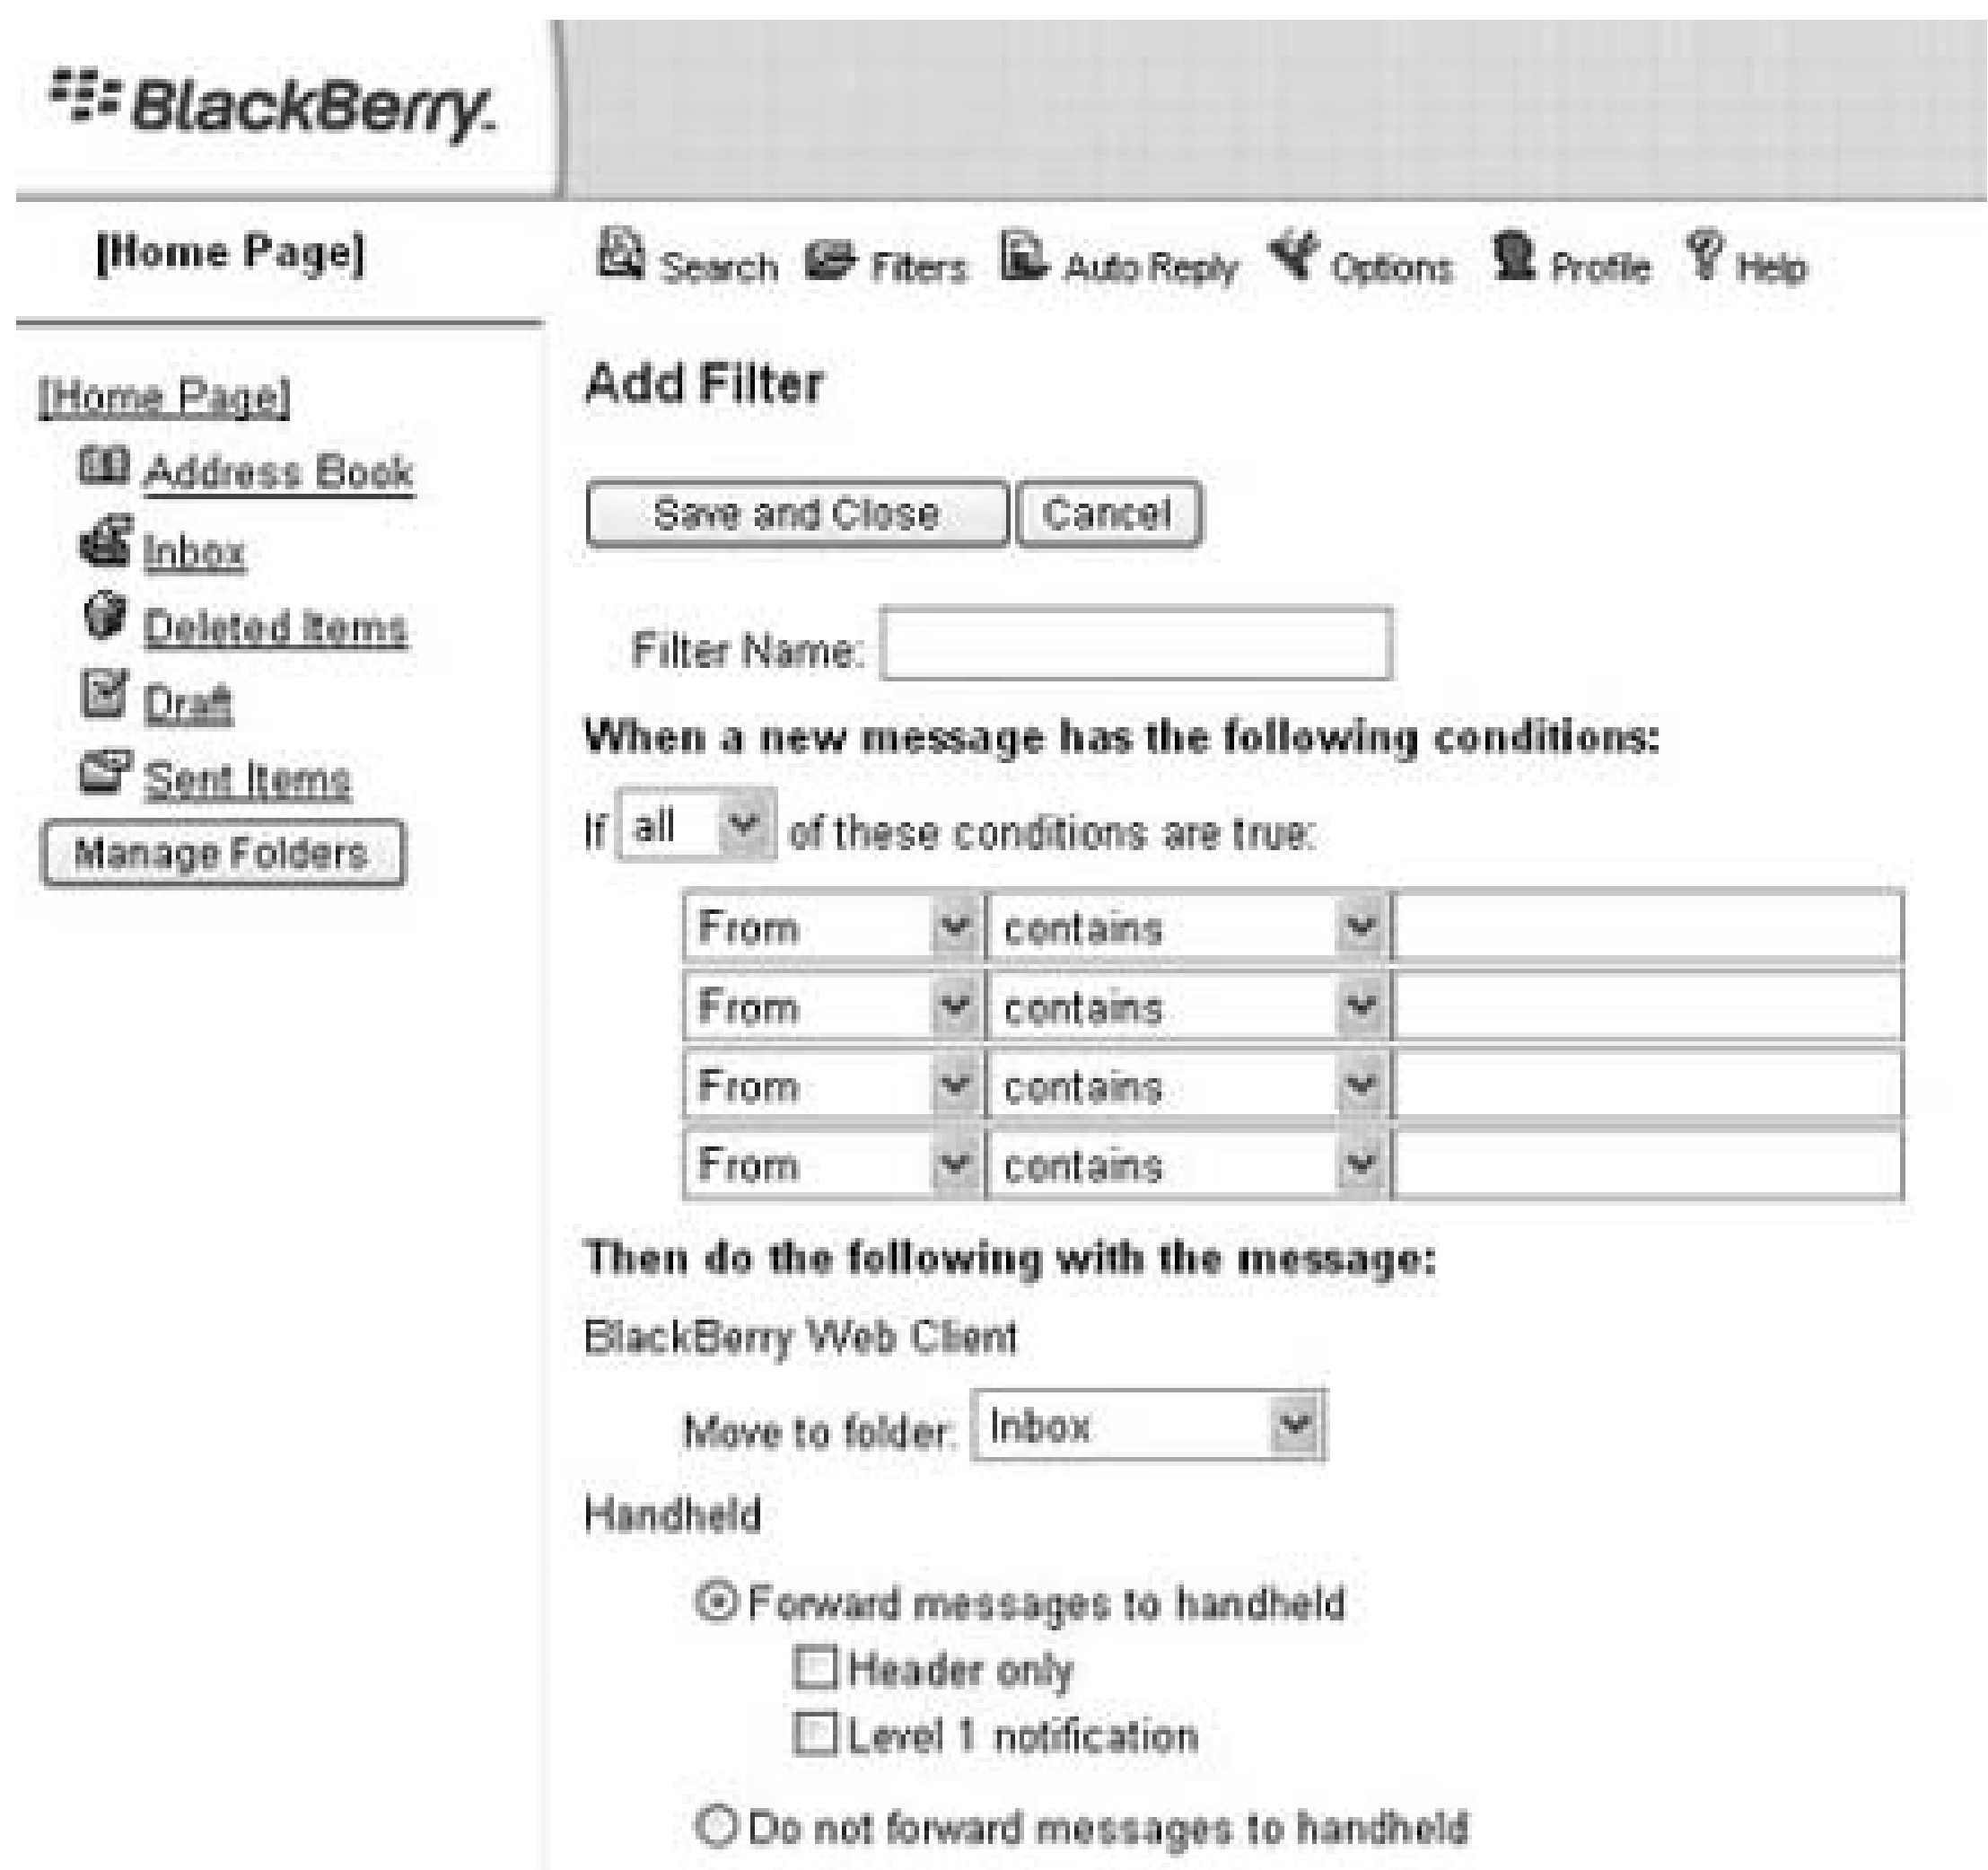 BlackBerry.
[Home Page]
Search Filters Auto Reply Options Profile Help
[Home Page]
Address Book
Inbox
Deleted Items
Draft
Sent Items
Manage Folders
Add Filter
Save and Close Cancel
Filter Name:
When a new message has the following conditions:
If all of these conditions are true:
From contains
From contains
From contains
From contains
Then do the following with the message:
BlackBerry Web Client
Move to folder: Inbox
Handheld
Forward messages to handheld
Header only
Level 1 notification
Do not forward messages to handheld